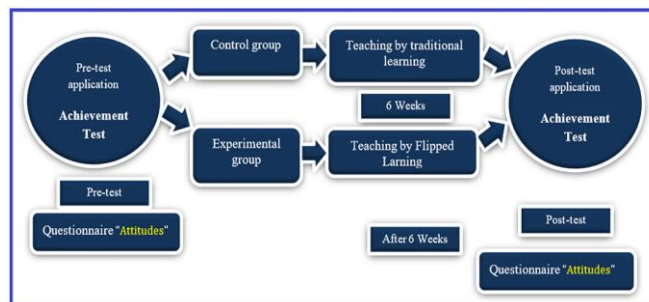 Pre-test
application
Achievement
Test
Control group
Teaching by traditional
learning
6 Weeks
Experimental
group
Teaching by Flipped
Larning
Post-test
application
Achievement
Test
Pre-test
Questionnaire "Attitudes"
After 6 Weeks
Post-test
Questionnaire "Attitudes"